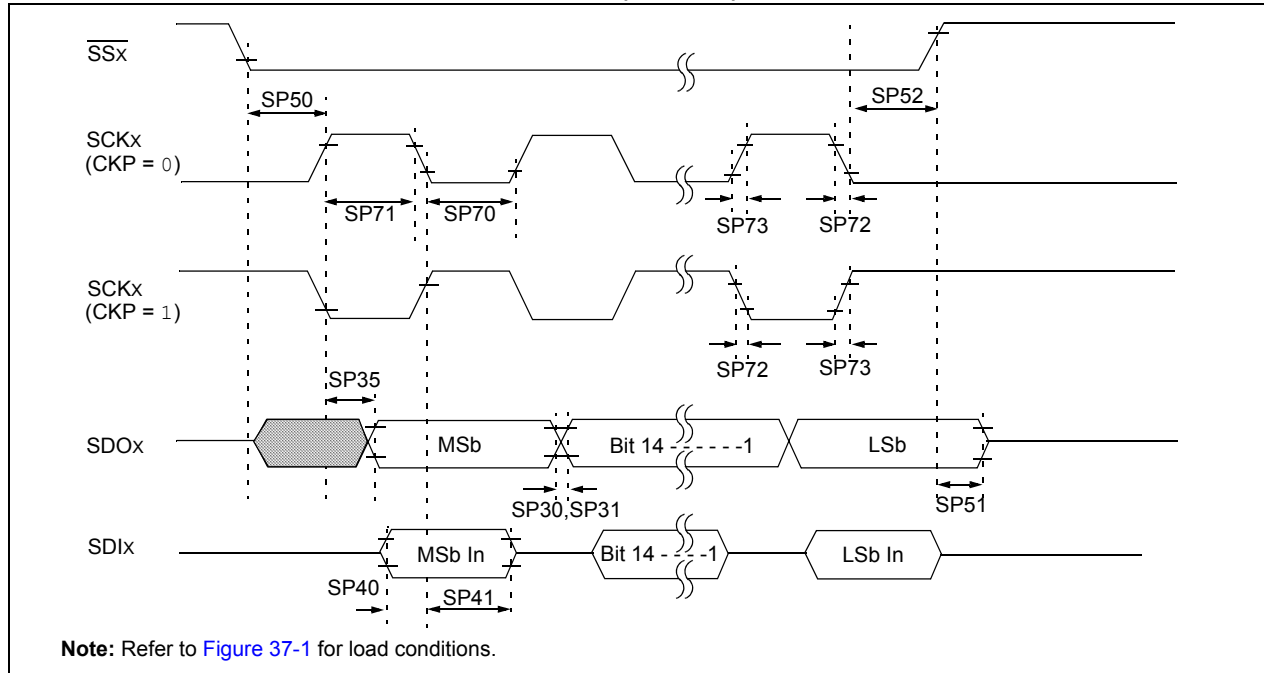 SSX
SP50
SP52
SCKX
(CKP = 0)
SP71
SP70
SP73
SP72
SCKX
(CKP = 1)
SP72
SP73
SP35
SDOX
MSb
Bit 14 - - - - - -1
LSb
SP30,SP31
SP51
SDIX
MSb In
Bit 14 - - - -1
LSb In
SP40
SP41
Note: Refer to Figure 37-1 for load conditions.